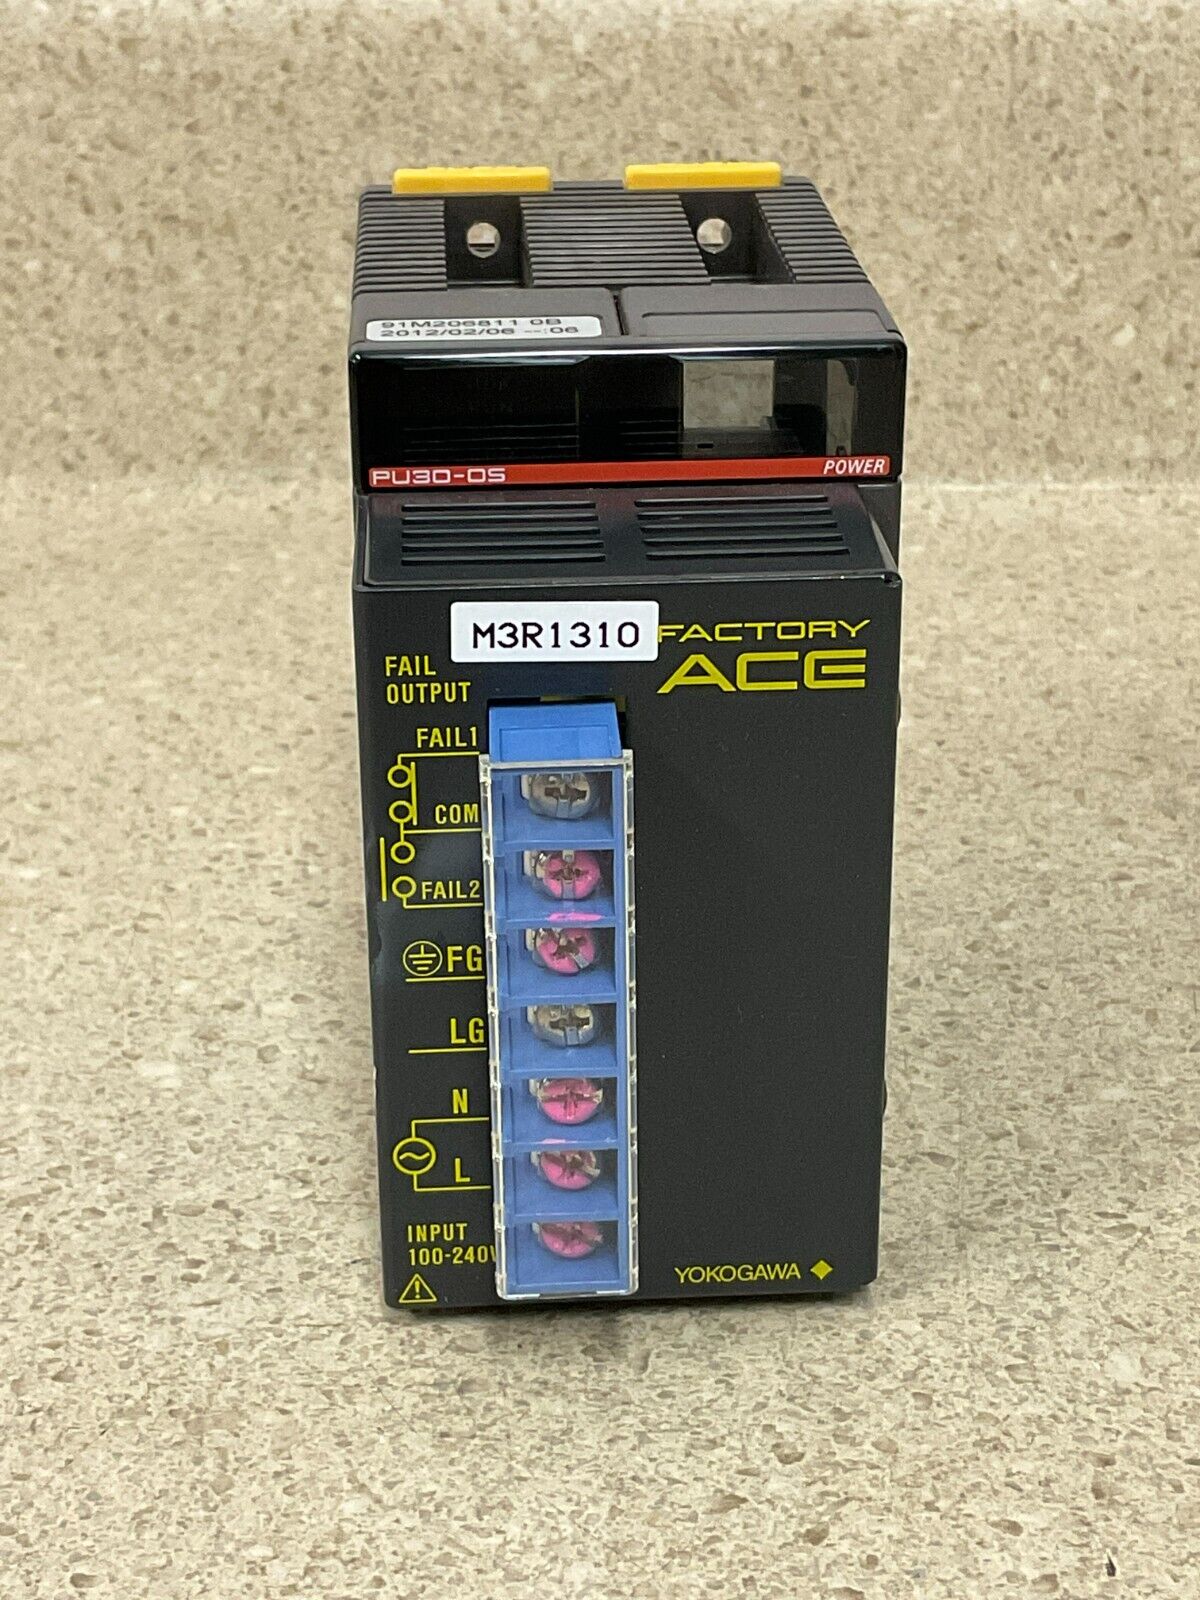 91M206811 0B
2012/02/06 --:06
PU30-0S
POWER
M3R1310
FACTORY
ACE
FAIL
OUTPUT
FAIL1
COM
FAIL2
FG
LG
N
L
INPUT
100-240V
YOKOGAWA